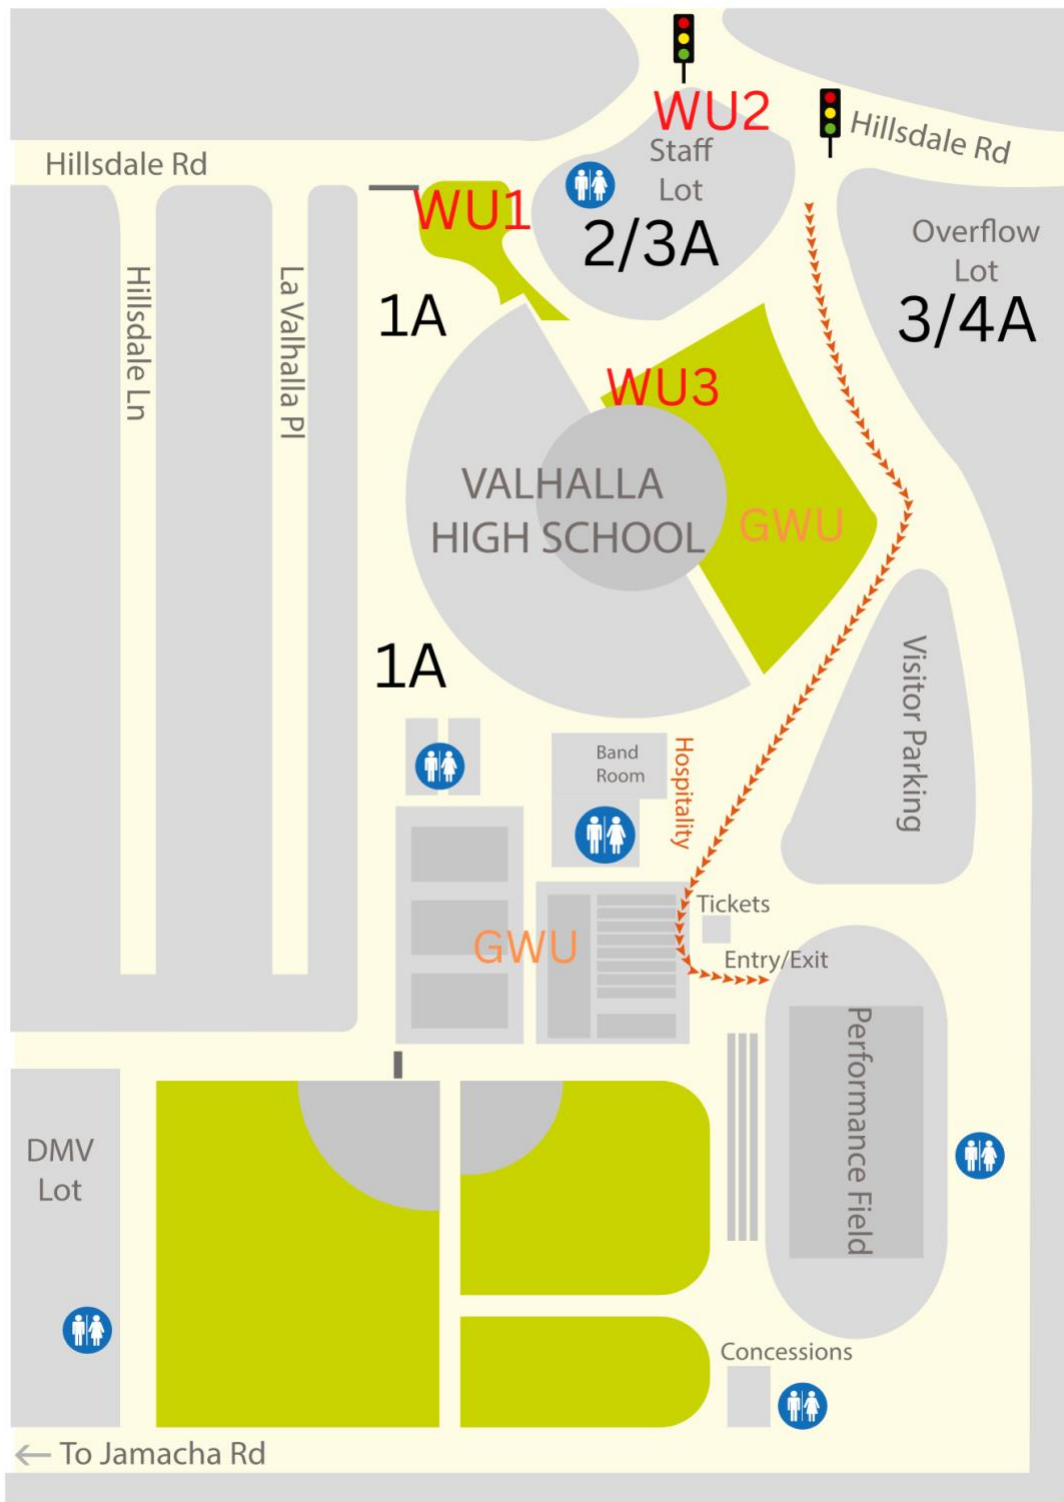 WU2
Hillsdale Rd
Hillsdale Rd
Staff
Lot
WU1
2/3A
Overflow
Lot
3/4A
Hillsdale Ln
La Valhalla Pl
1A
WU3
VALHALLA
HIGH SCHOOL
GWU
1A
Visitor Parking
Band
Room
Hospitality
Tickets
GWU
Entry/Exit
Performance Field
DMV
Lot
Concessions
To Jamacha Rd